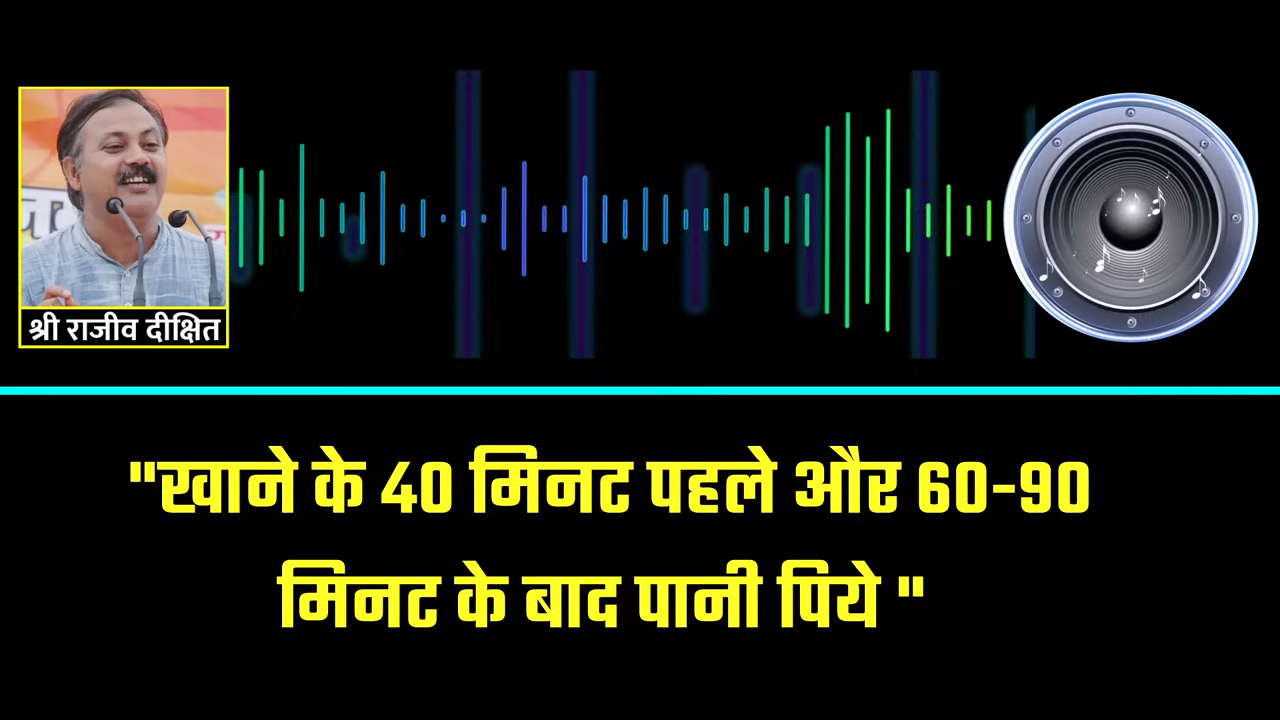 श्री राजीव दीक्षित
"खाने के 40 मिनट पहले और 60-90
मिनट के बाद पानी पिये "